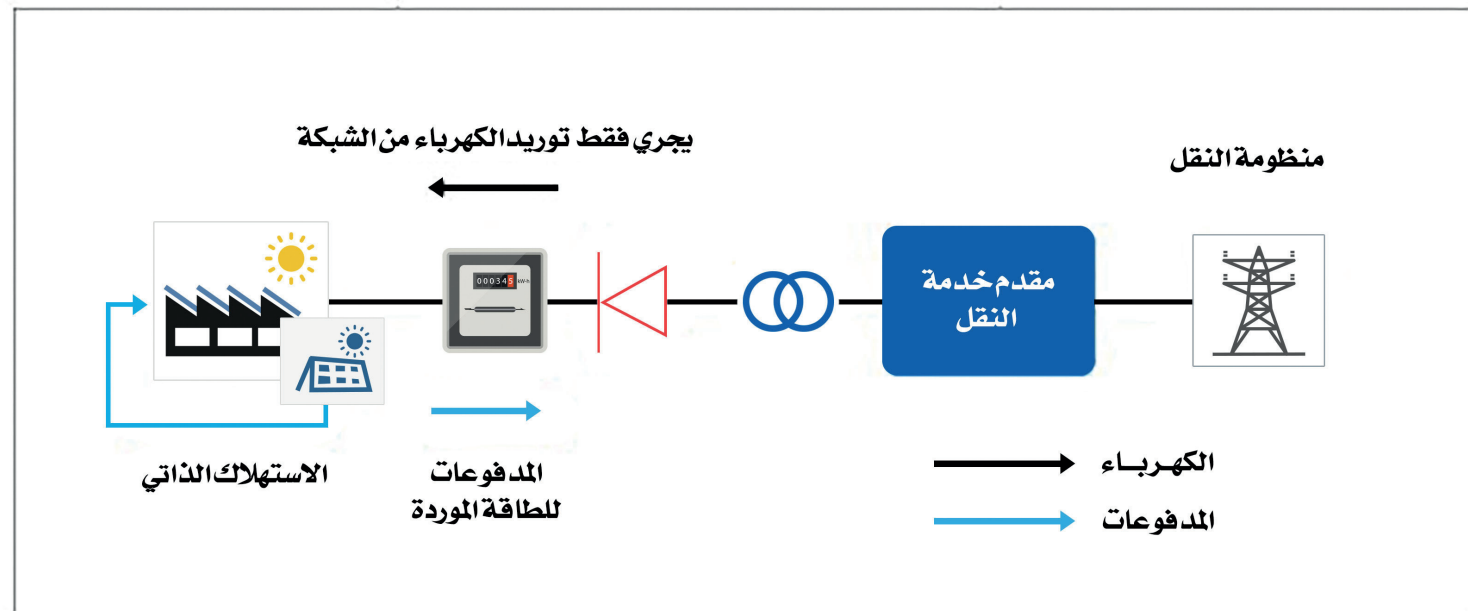 يجري فقط توريد الكهرباء من الشبكة
منظومة النقل
000345 kW-h
مقدم خدمة
النقل
الاستهلاك الذاتي
المدفوعات
للطاقة الموردة
الكهرباء
المدفوعات